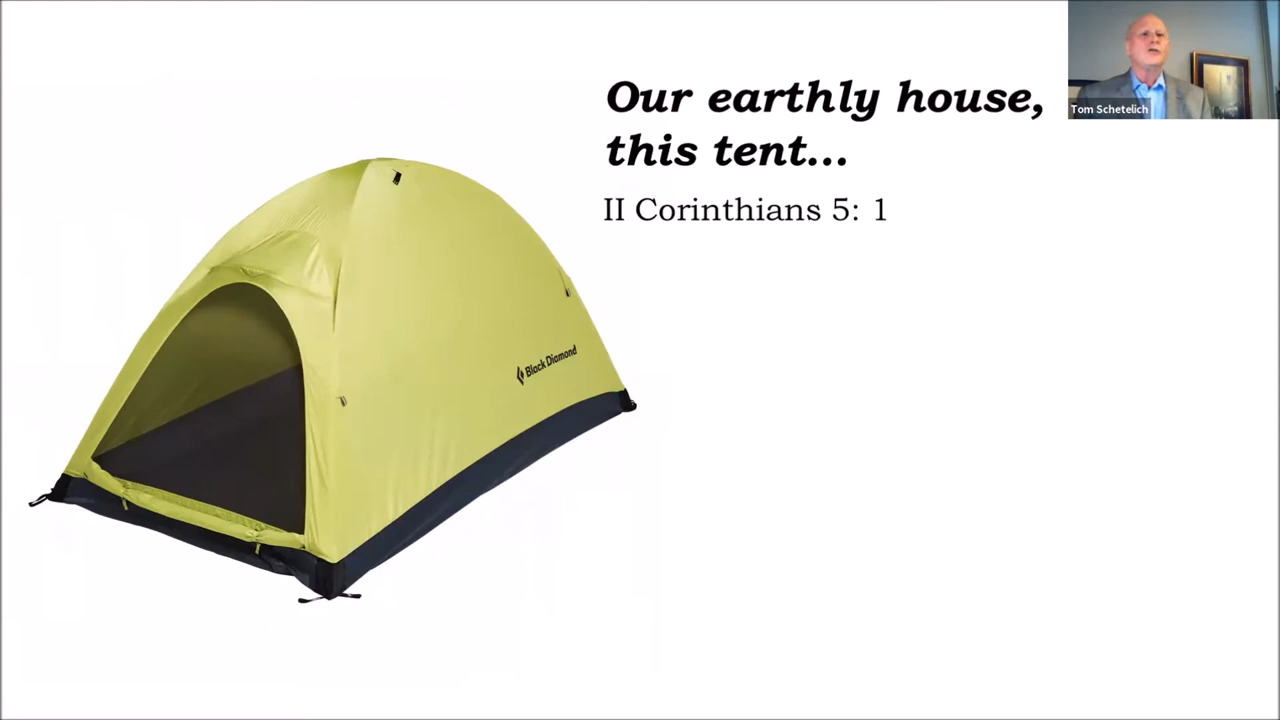 Our earthly house,
this tent...
II Corinthians 5: 1
Tom Schetelich
Black Diamond